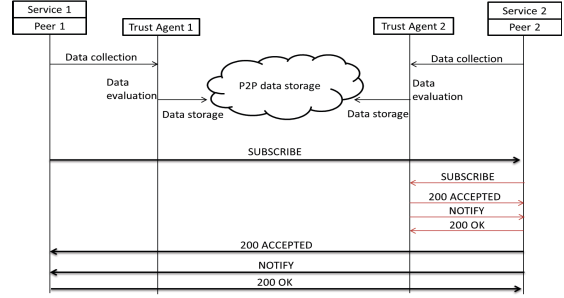 Service 1
Peer 1
Trust Agent 1
Trust Agent 2
Service 2
Peer 2
Data collection
Data collection
Data
evaluation
P2P data storage
Data
evaluation
Data storage
Data storage
SUBSCRIBE
SUBSCRIBE
200 ACCEPTED
NOTIFY
200 OK
200 ACCEPTED
NOTIFY
200 OK